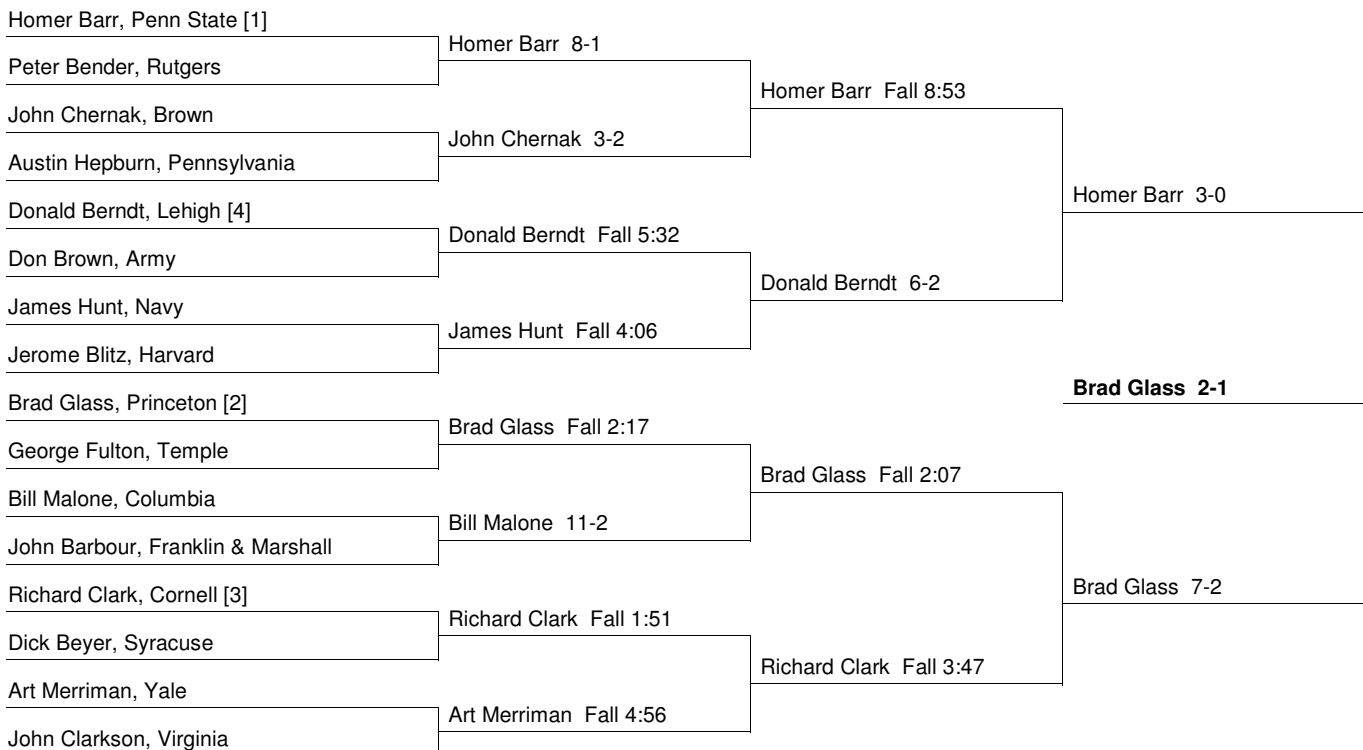 Homer Barr, Penn State [1]
Homer Barr 8-1
Peter Bender, Rutgers
Homer Barr Fall 8:53
John Chernak, Brown
John Chernak 3-2
Austin Hepburn, Pennsylvania
Homer Barr 3-0
Donald Berndt, Lehigh [4]
Donald Berndt Fall 5:32
Don Brown, Army
Donald Berndt 6-2
James Hunt, Navy
James Hunt Fall 4:06
Jerome Blitz, Harvard
Brad Glass 2-1
Brad Glass, Princeton [2]
Brad Glass Fall 2:17
George Fulton, Temple
Brad Glass Fall 2:07
Bill Malone, Columbia
Bill Malone 11-2
John Barbour, Franklin & Marshall
Brad Glass 7-2
Richard Clark, Cornell [3]
Richard Clark Fall 1:51
Dick Beyer, Syracuse
Richard Clark Fall 3:47
Art Merriman, Yale
Art Merriman Fall 4:56
John Clarkson, Virginia